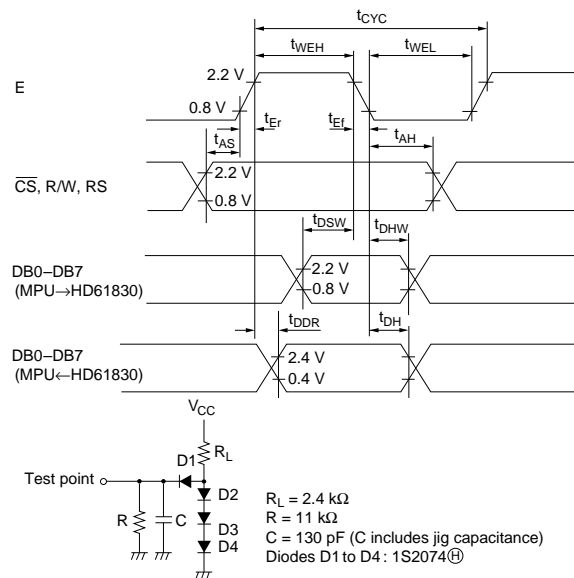 tCYC
tWEH
tWEL
E
2.2 V
0.8 V
tEr
tEf
tAS
tAH
CS, R/W, RS
2.2 V
0.8 V
tDSW
tDHW
DB0–DB7
(MPU→HD61830)
2.2 V
0.8 V
tDDR
tDH
DB0–DB7
(MPU←HD61830)
2.4 V
0.4 V
VCC
RL
D1
Test point
D2
R
C
D3
D4
RL = 2.4 kΩ
R = 11 kΩ
C = 130 pF (C includes jig capacitance)
Diodes D1 to D4 : 1S2074Ⓗ